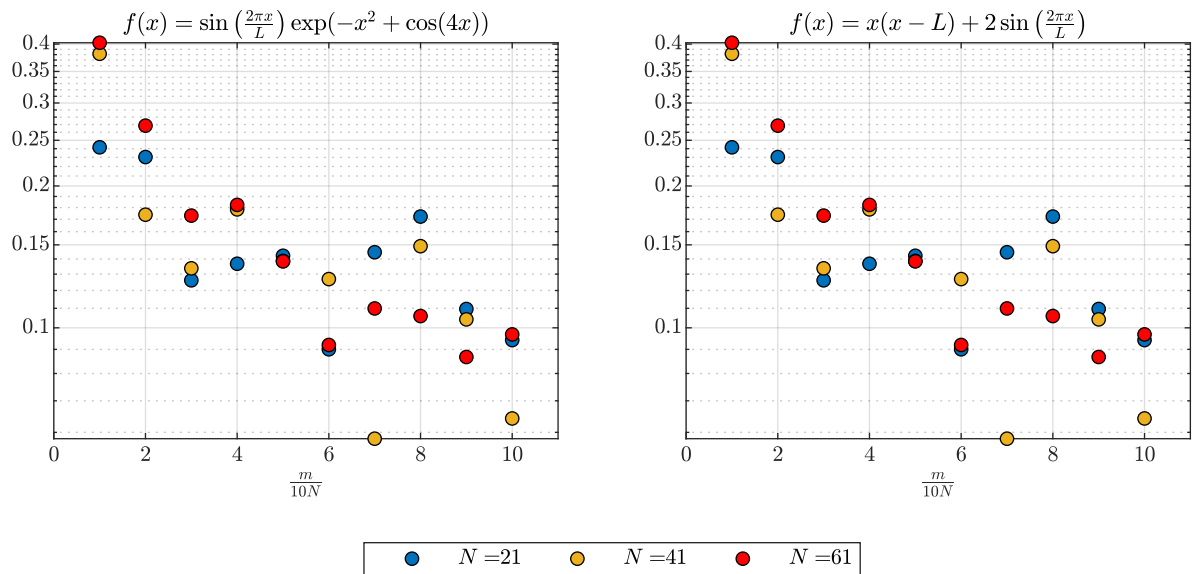 f(x) = sin(2πx/L) exp(−x² + cos(4x))
0.4
0.35
0.3
0.25
0.2
0.15
0.1
0 2 4 6 8 10
m/10N
f(x) = x(x − L) + 2 sin(2πx/L)
0.4
0.35
0.3
0.25
0.2
0.15
0.1
0 2 4 6 8 10
m/10N
N =21 N =41 N =61